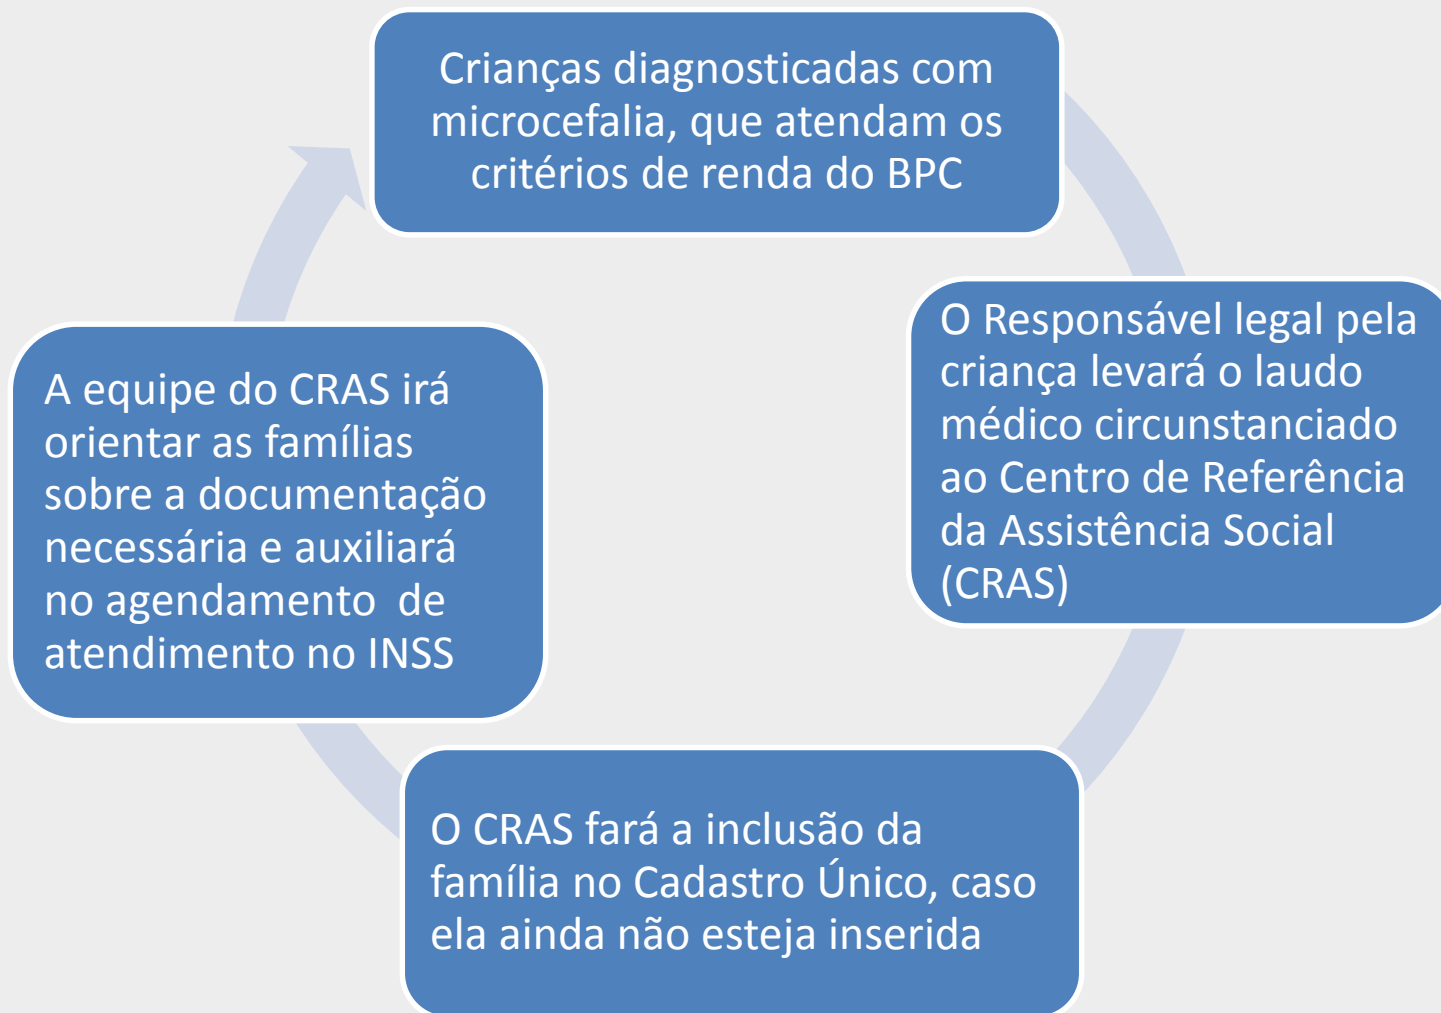 Crianças diagnosticadas com
microcefalia, que atendam os
critérios de renda do BPC
O Responsável legal pela
criança levará o laudo
médico circunstanciado
ao Centro de Referência
da Assistência Social
(CRAS)
O CRAS fará a inclusão da
família no Cadastro Único, caso
ela ainda não esteja inserida
A equipe do CRAS irá
orientar as famílias
sobre a documentação
necessária e auxiliará
no agendamento  de
atendimento no INSS